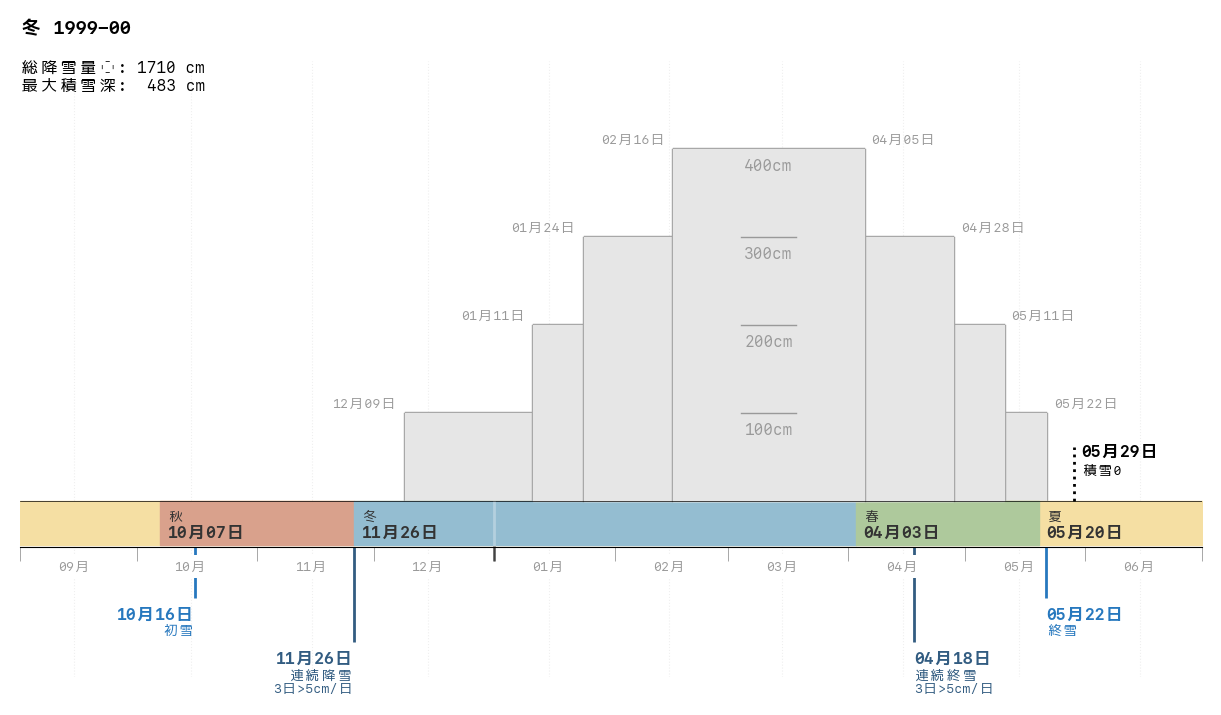 冬 1999–00
総降雪量◌: 1710 cm
最大積雪深: 483 cm
02月16日
04月05日
400cm
01月24日
04月28日
300cm
01月11日
05月11日
200cm
12月09日
05月22日
100cm
05月29日
積雪0
秋
10月07日
冬
11月26日
春
04月03日
夏
05月20日
09月
10月
11月
12月
01月
02月
03月
04月
05月
06月
10月16日
初雪
05月22日
終雪
11月26日
連続降雪
3日>5cm/日
04月18日
連続終雪
3日>5cm/日